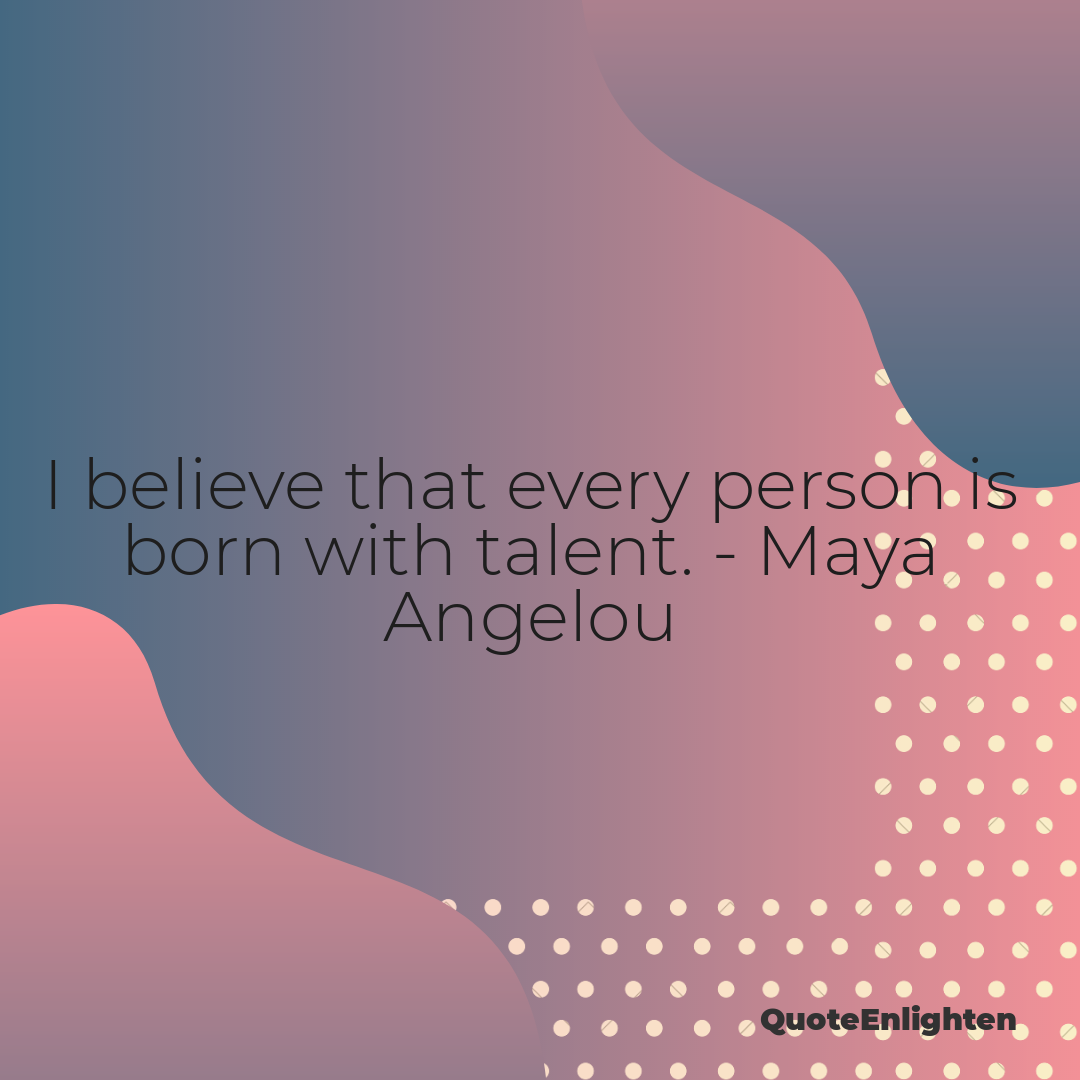 I believe that every person is
born with talent. - Maya
Angelou
QuoteEnlighten